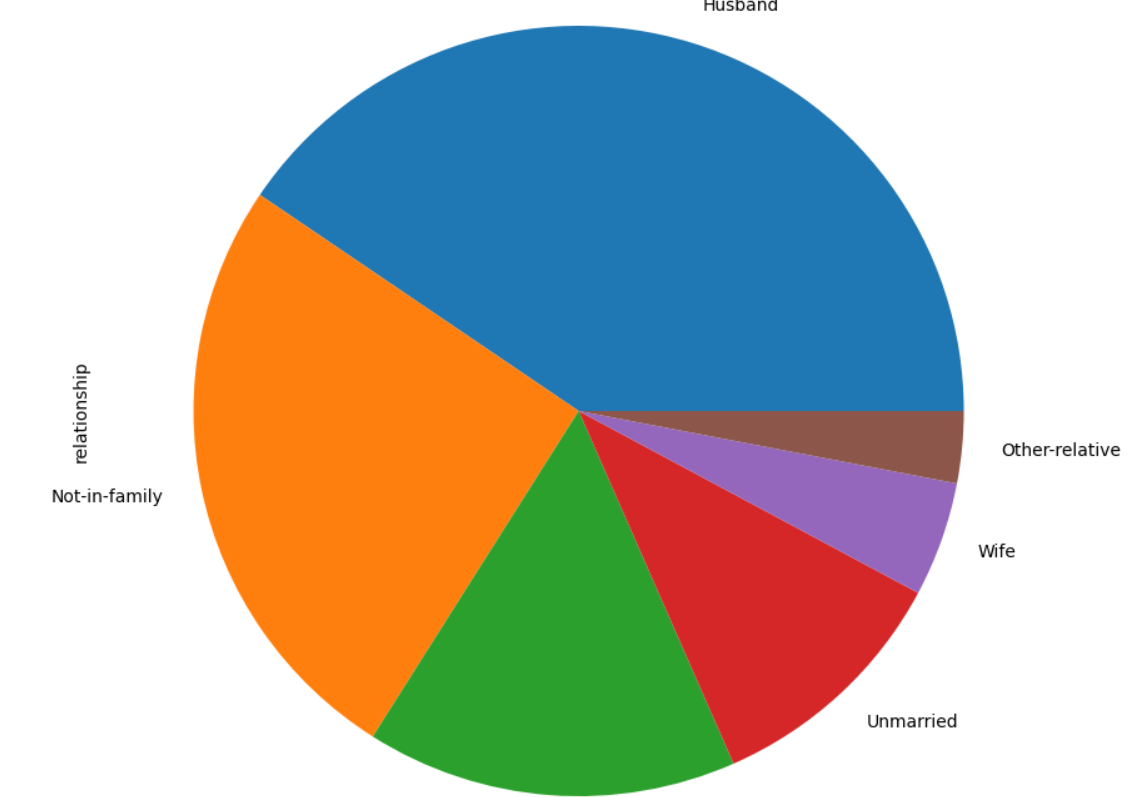 Husband
relationship
Other-relative
Not-in-family
Wife
Unmarried